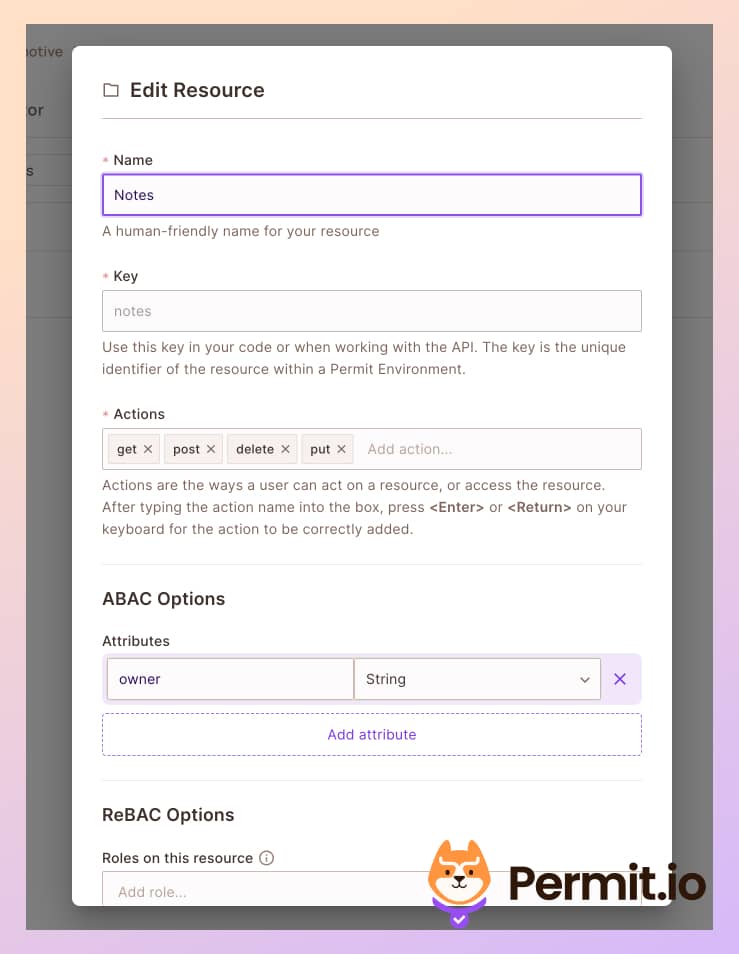 Edit Resource
* Name
Notes
A human-friendly name for your resource
* Key
notes
Use this key in your code or when working with the API. The key is the unique
identifier of the resource within a Permit Environment.
* Actions
get × post × delete × put × Add action...
Actions are the ways a user can act on a resource, or access the resource.
After typing the action name into the box, press <Enter> or <Return> on your
keyboard for the action to be correctly added.
ABAC Options
Attributes
owner String
Add attribute
ReBAC Options
Roles on this resource
Add role...
Permit.io